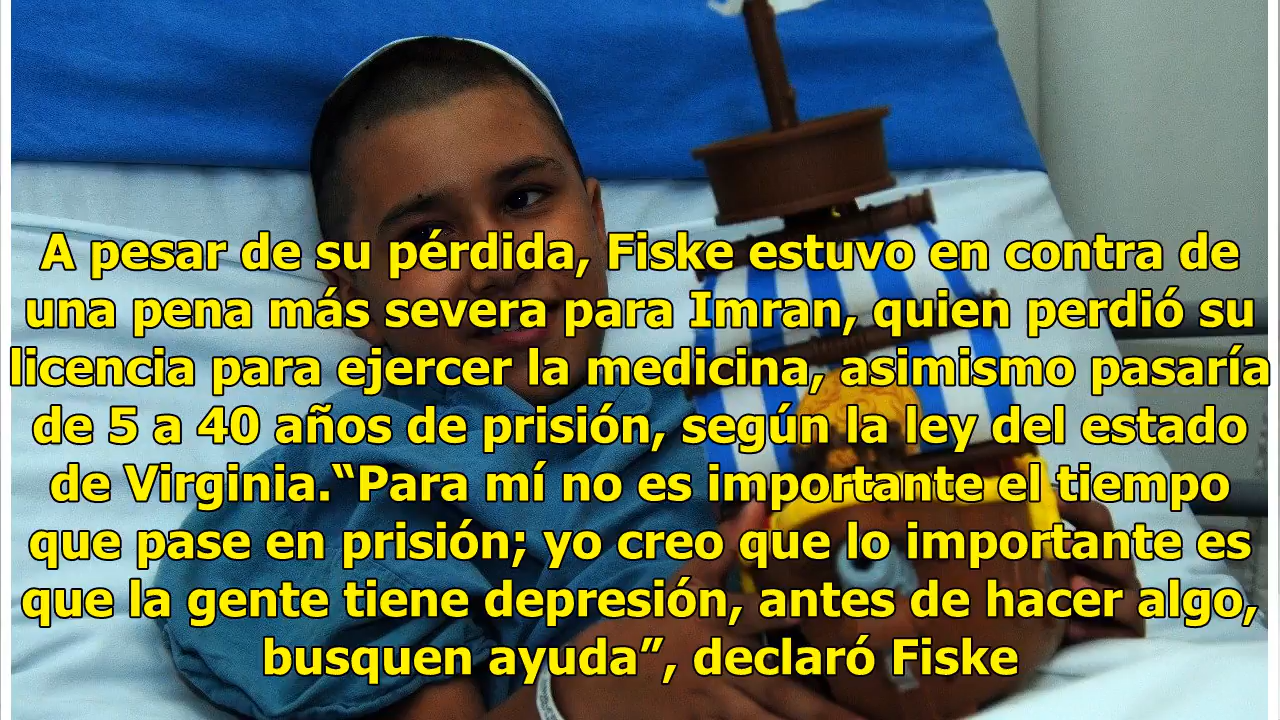 A pesar de su pérdida, Fiske estuvo en contra de
una pena más severa para Imran, quien perdió su
licencia para ejercer la medicina, asimismo pasaría
de 5 a 40 años de prisión, según la ley del estado
de Virginia.“Para mí no es importante el tiempo
que pase en prisión; yo creo que lo importante es
que la gente tiene depresión, antes de hacer algo,
busquen ayuda”, declaró Fiske